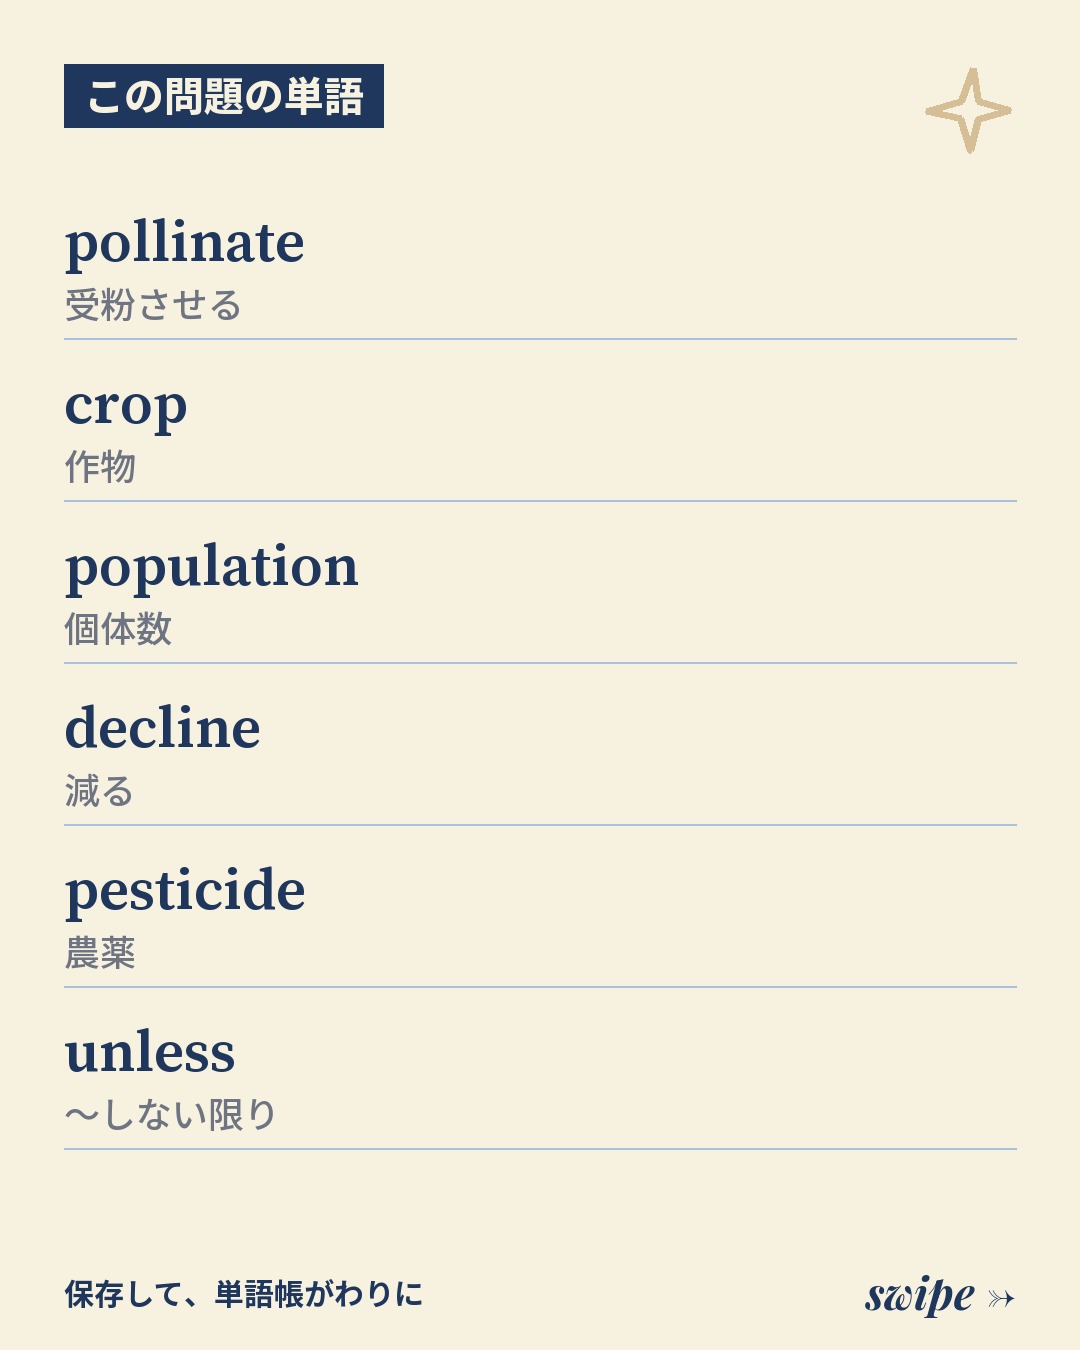 この問題の単語
pollinate
受粉させる
crop
作物
population
個体数
decline
減る
pesticide
農薬
unless
〜しない限り
保存して、単語帳がわりに
swipe